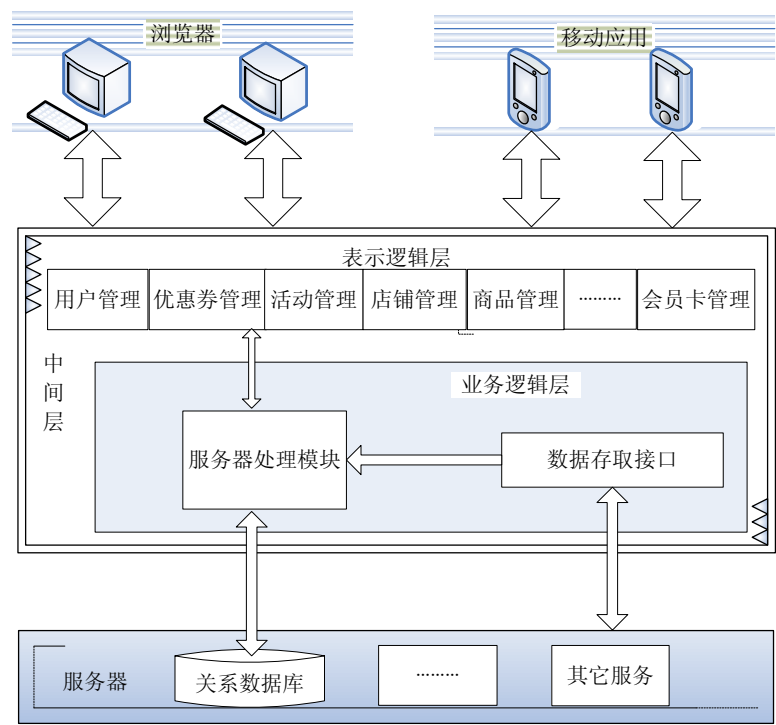 浏览器
移动应用
表示逻辑层
用户管理
优惠券管理
活动管理
店铺管理
商品管理
………
会员卡管理
中间层
业务逻辑层
服务器处理模块
数据存取接口
服务器
关系数据库
………
其它服务